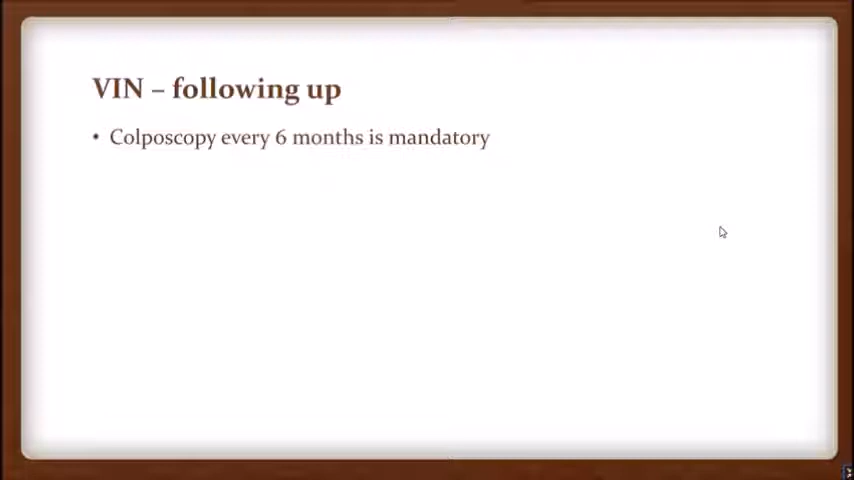 VIN – following up
• Colposcopy every 6 months is mandatory